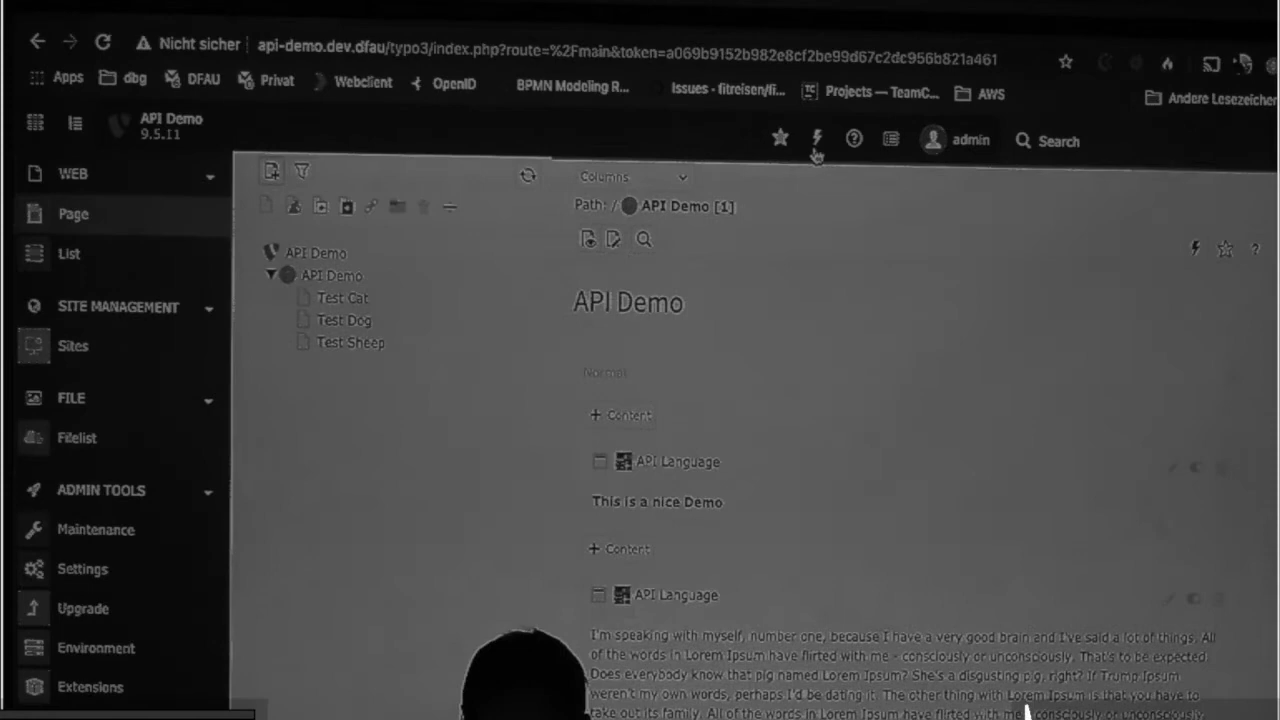 Nicht sicher api-demo.dev.dfau/typo3/index.php?route=%2Fmain&token=a069b9152b982e8cf2be99d67c2dc956b821a461
Apps dbg DFAU Privat Webclient OpenID BPMN Modeling R... Issues - fitreisen/fi... TC Projects — TeamC... AWS Andere Lesezeichen
API Demo
9.5.11
admin Search
WEB
Page
List
SITE MANAGEMENT
Sites
FILE
Filelist
ADMIN TOOLS
Maintenance
Settings
Upgrade
Environment
Extensions
API Demo
API Demo
Test Cat
Test Dog
Test Sheep
Columns
Path: / API Demo [1]
API Demo
Normal
+ Content
API Language
This is a nice Demo
+ Content
API Language
I'm speaking with myself, number one, because I have a very good brain and I've said a lot of things. All
of the words in Lorem Ipsum have flirted with me - consciously or unconsciously. That's to be expected.
Does everybody know that pig named Lorem Ipsum? She's a disgusting pig, right? If Trump Ipsum
weren't my own words, perhaps I'd be dating it. The other thing with Lorem Ipsum is that you have to
take out its family. All of the words in Lorem Ipsum have flirted with me consciously or unconsciously